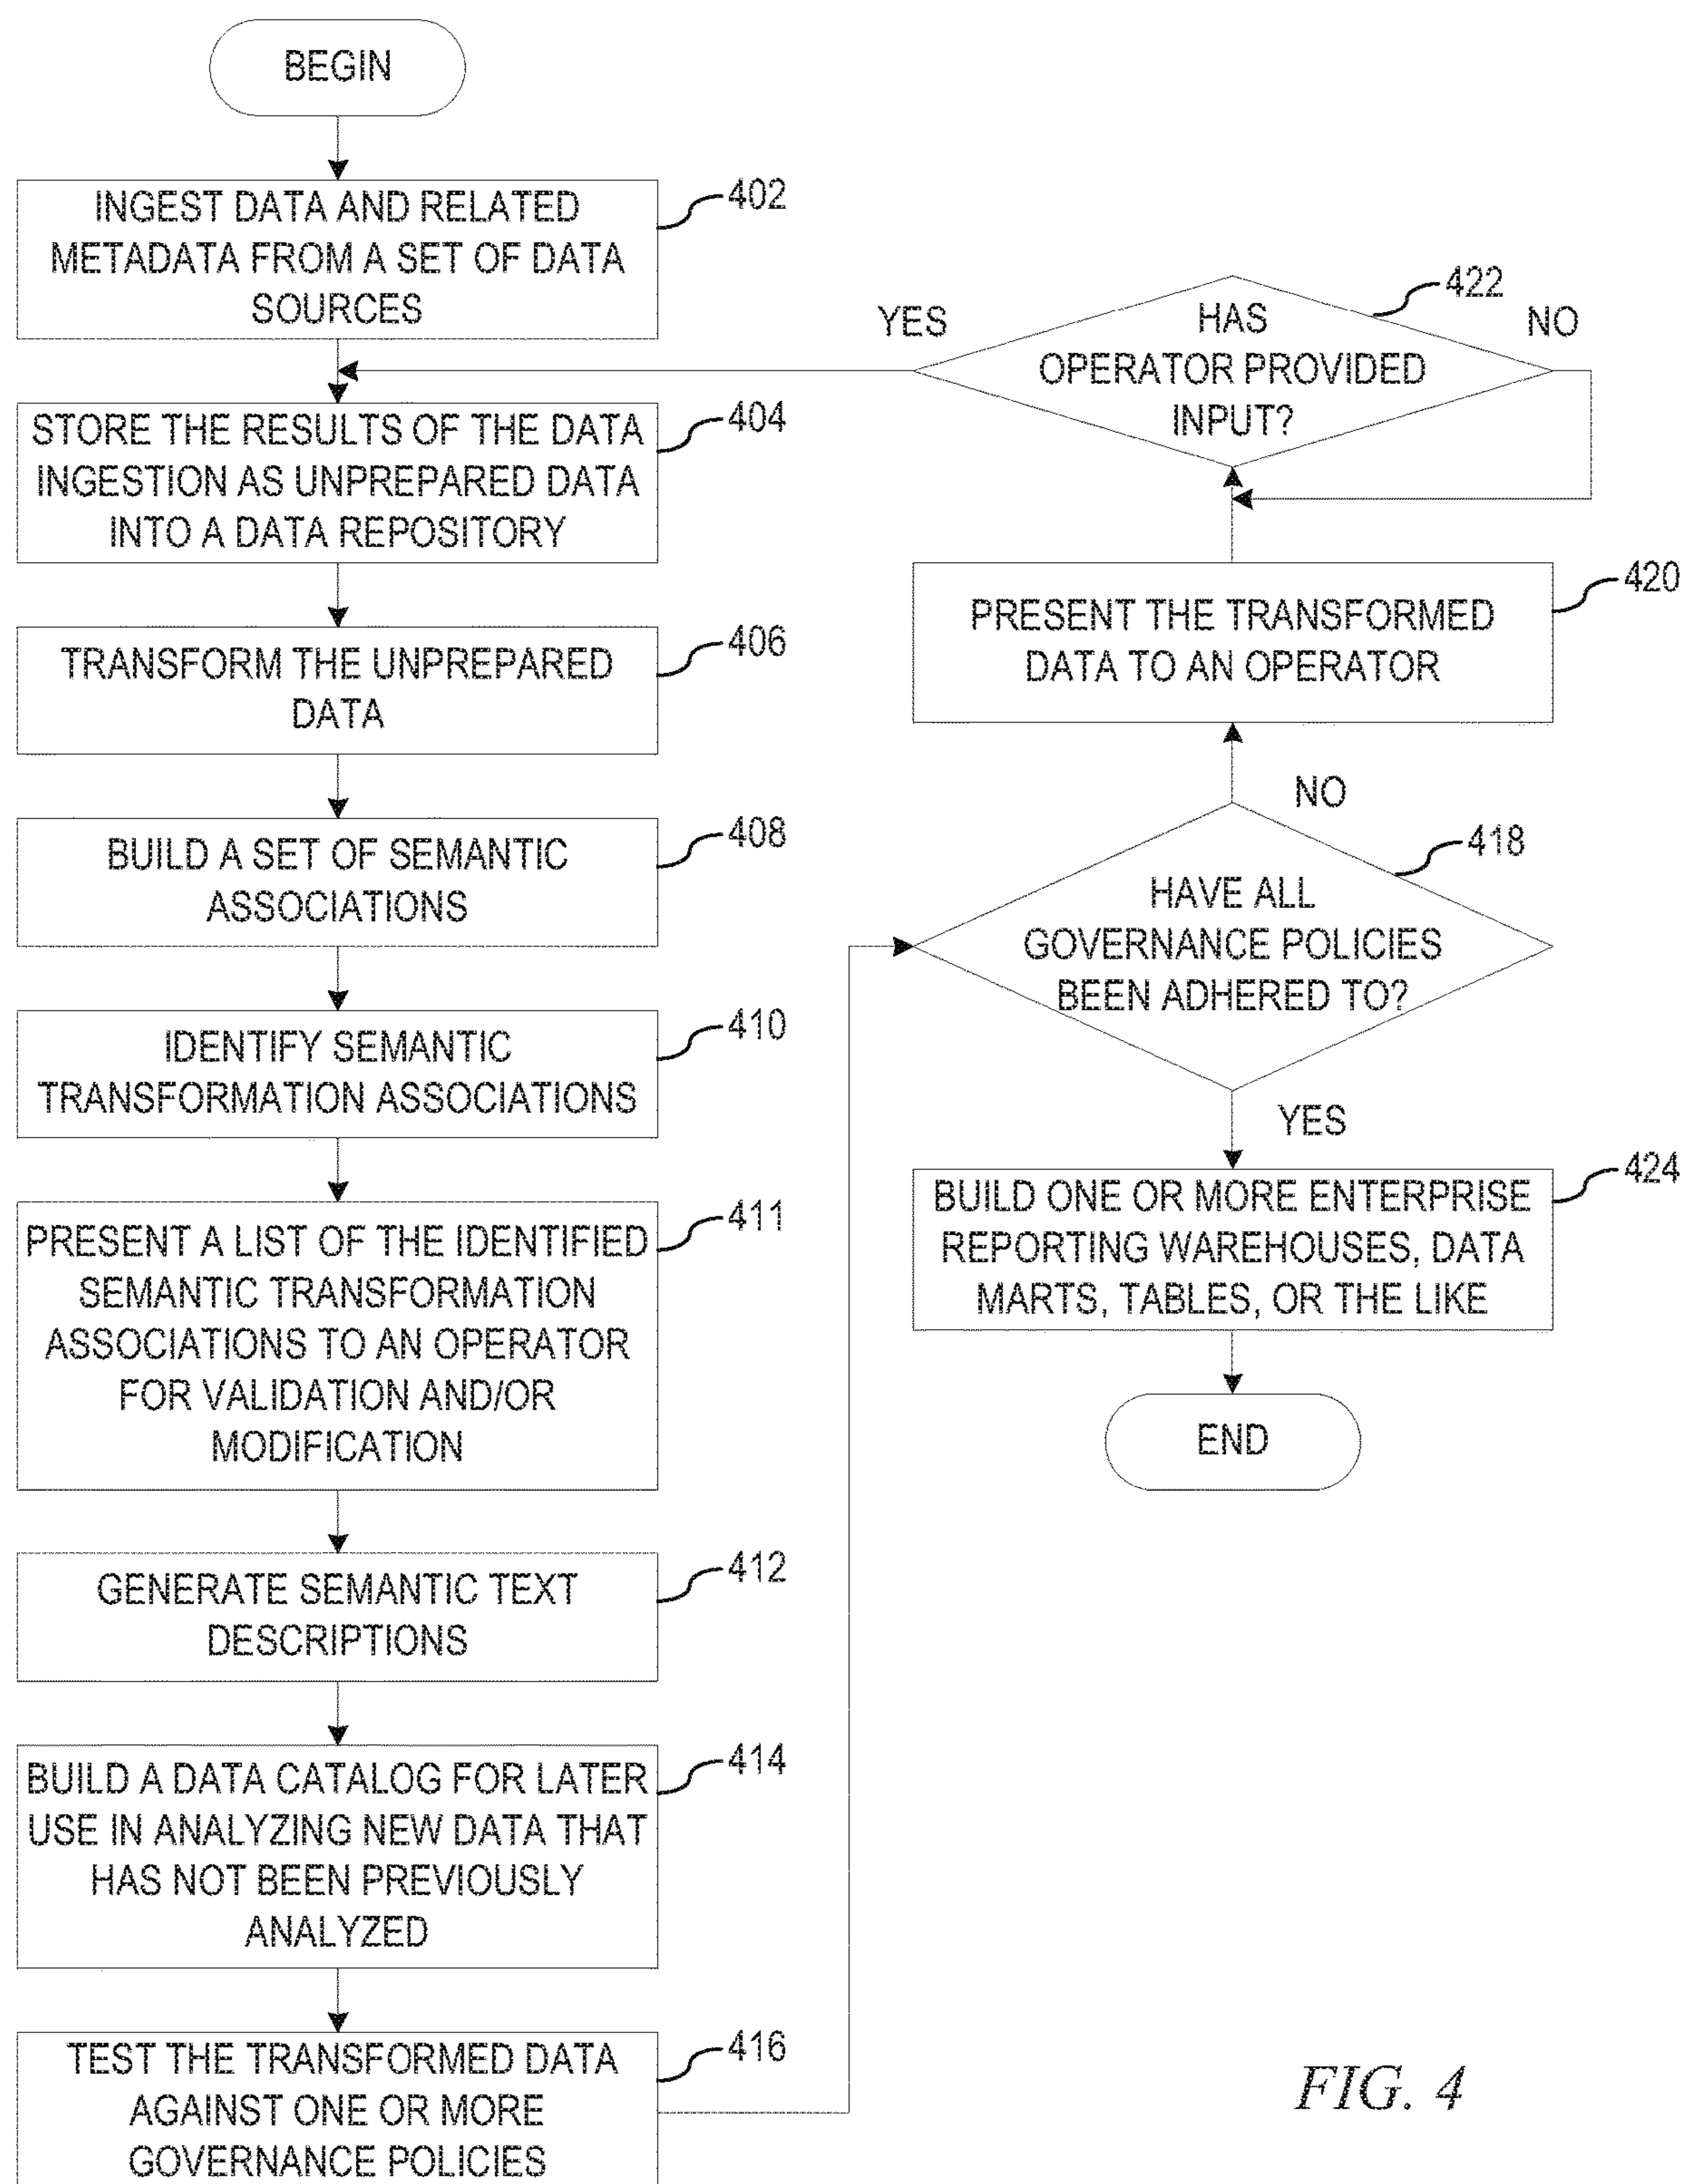 BEGIN
INGEST DATA AND RELATED
METADATA FROM A SET OF DATA
SOURCES
402
STORE THE RESULTS OF THE DATA
INGESTION AS UNPREPARED DATA
INTO A DATA REPOSITORY
404
TRANSFORM THE UNPREPARED
DATA
406
BUILD A SET OF SEMANTIC
ASSOCIATIONS
408
IDENTIFY SEMANTIC
TRANSFORMATION ASSOCIATIONS
410
PRESENT A LIST OF THE IDENTIFIED
SEMANTIC TRANSFORMATION
ASSOCIATIONS TO AN OPERATOR
FOR VALIDATION AND/OR
MODIFICATION
411
GENERATE SEMANTIC TEXT
DESCRIPTIONS
412
BUILD A DATA CATALOG FOR LATER
USE IN ANALYZING NEW DATA THAT
HAS NOT BEEN PREVIOUSLY
ANALYZED
414
TEST THE TRANSFORMED DATA
AGAINST ONE OR MORE
GOVERNANCE POLICIES
416
422
YES
HAS
OPERATOR PROVIDED
INPUT?
NO
420
PRESENT THE TRANSFORMED
DATA TO AN OPERATOR
NO
418
HAVE ALL
GOVERNANCE POLICIES
BEEN ADHERED TO?
YES
424
BUILD ONE OR MORE ENTERPRISE
REPORTING WAREHOUSES, DATA
MARTS, TABLES, OR THE LIKE
END
FIG. 4